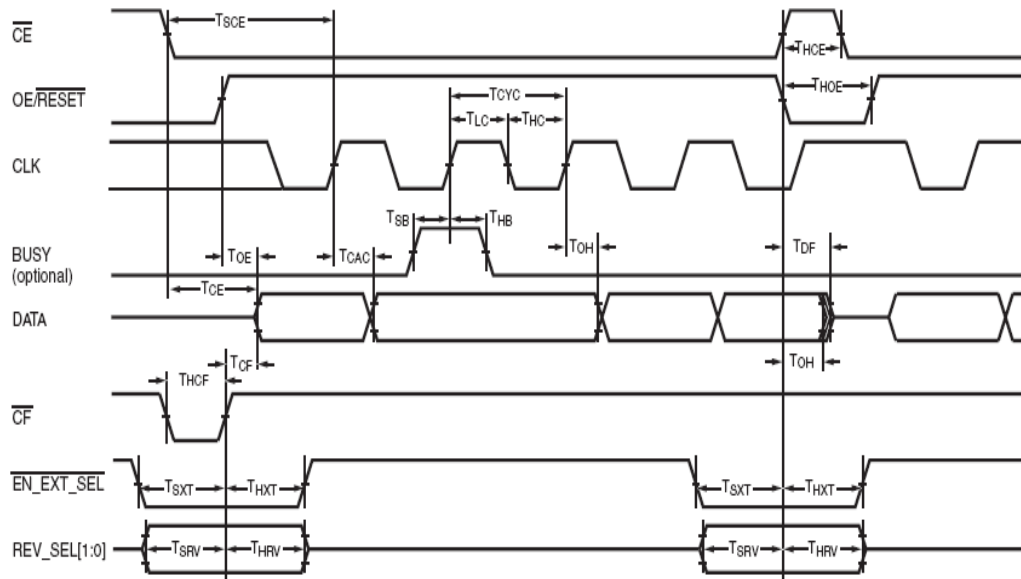 CE
TSCE
THCE
OE/RESET
THOE
TCYC
TLC
THC
CLK
TSB
THB
BUSY
(optional)
TOE
TCAC
TOH
TDF
TCE
DATA
TCF
TOH
THCF
CF
EN_EXT_SEL
TSXT
THXT
TSXT
THXT
REV_SEL[1:0]
TSRV
THRV
TSRV
THRV